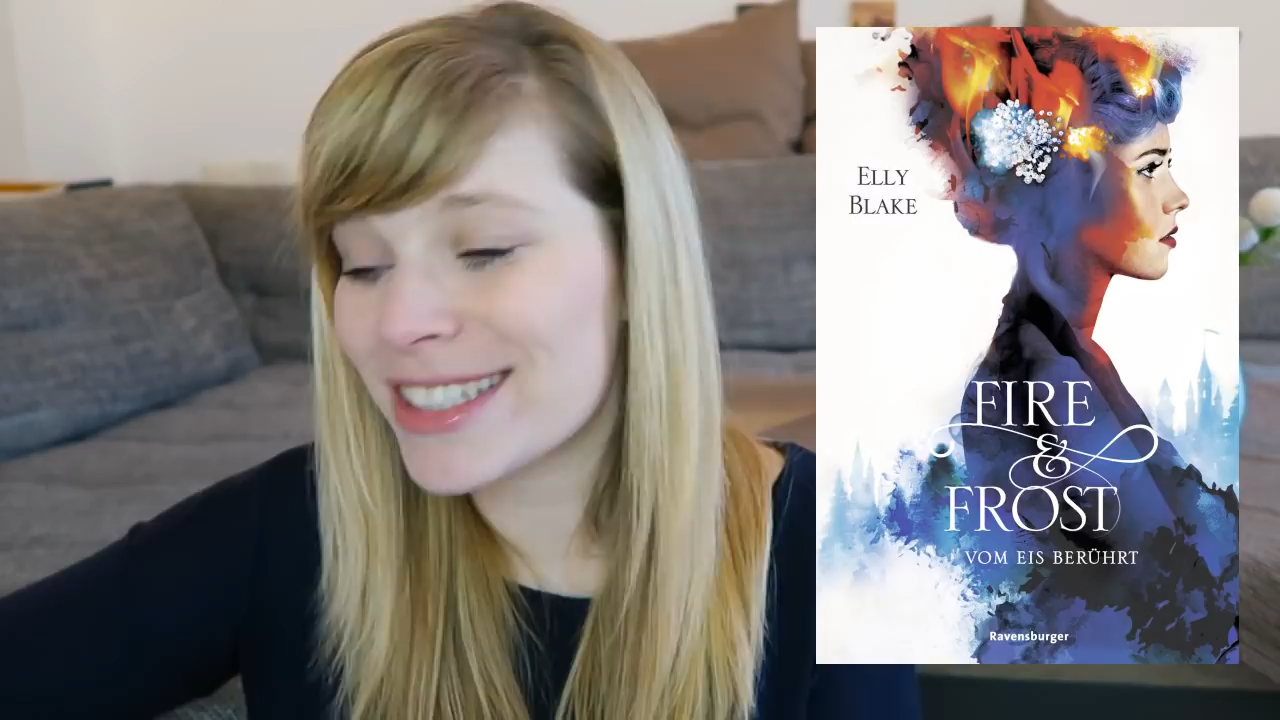 ELLY
BLAKE
FIRE
&
FROST
VOM EIS BERÜHRT
Ravensburger